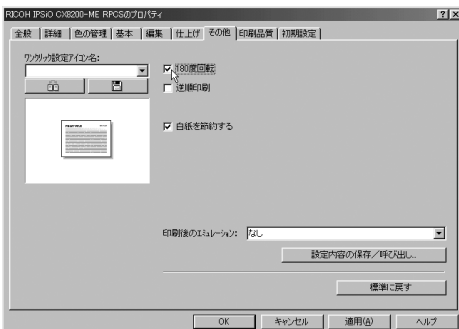 RICOH IPSiO CX8200-ME RPCSのプロパティ
全般 詳細 色の管理 基本 編集 仕上げ その他 印刷品質 初期設定
ワンクリック設定アイコン名:
180度回転
逆順印刷
白紙を節約する
印刷後のエミュレーション: なし
設定内容の保存/呼び出し...
標準に戻す
OK キャンセル 適用(A) ヘルプ